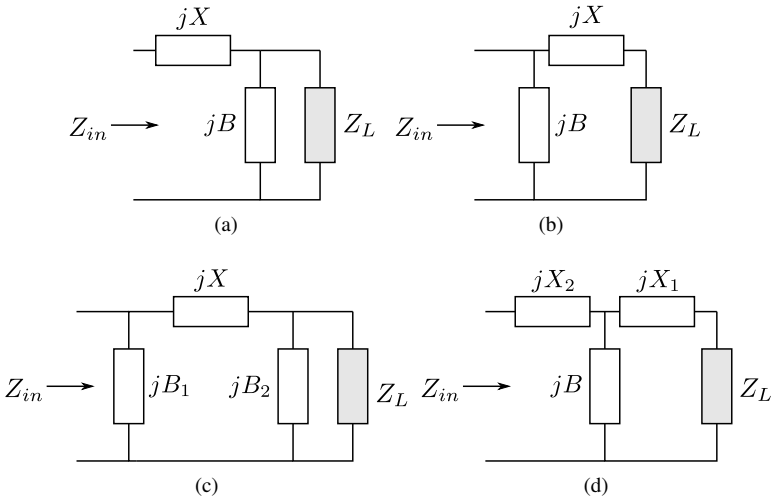 jX
jX
Z_in
jB
Z_L
Z_in
jB
Z_L
(a)
(b)
jX
jX_2
jX_1
Z_in
jB_1
jB_2
Z_L
Z_in
jB
Z_L
(c)
(d)